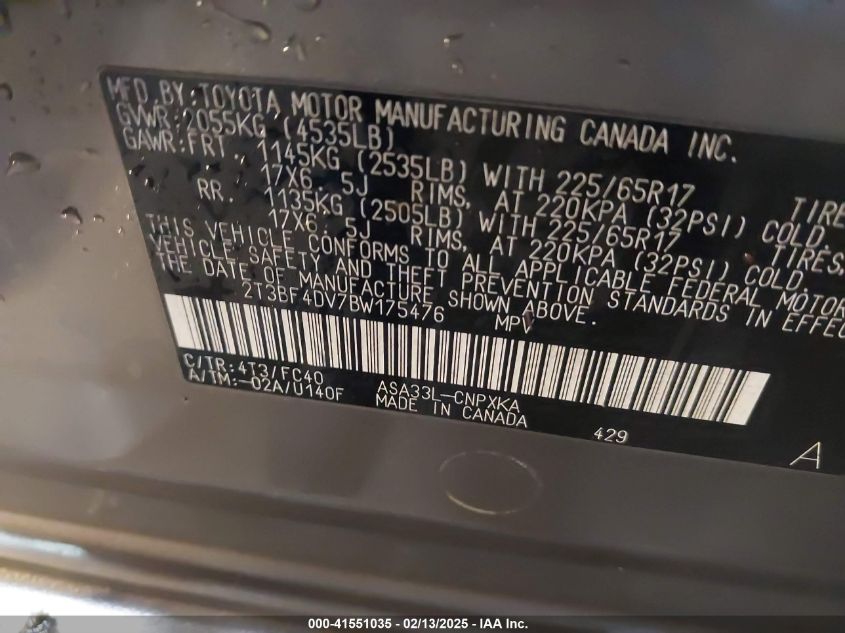 MFD. BY: TOYOTA MOTOR MANUFACTURING CANADA INC.
GVWR: 2055KG (4535LB)
GAWR: FRT. 1145KG (2535LB) WITH 225/65R17 TIRE
17X6.5J RIMS, AT 220KPA (32PSI) COLD.
RR. 1135KG (2505LB) WITH 225/65R17 TIRES,
17X6.5J RIMS, AT 220KPA (32PSI) COLD.
THIS VEHICLE CONFORMS TO ALL APPLICABLE FEDERAL MOTOR
VEHICLE SAFETY AND THEFT PREVENTION STANDARDS IN EFFE
THE DATE OF MANUFACTURE SHOWN ABOVE.
2T3BF4DV7BW175476 MPV
C/TR: 4T3/FC40
A/TM: -02A/U140F
ASA33L-CNPXKA
MADE IN CANADA
429
A
000-41551035 - 02/13/2025 - IAA Inc.